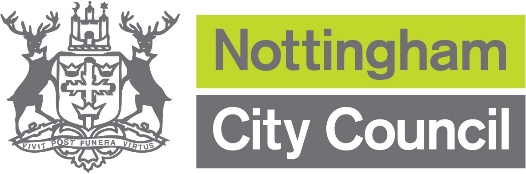 Nottingham
City Council
VIVIT POST FUNERA VIRTUS